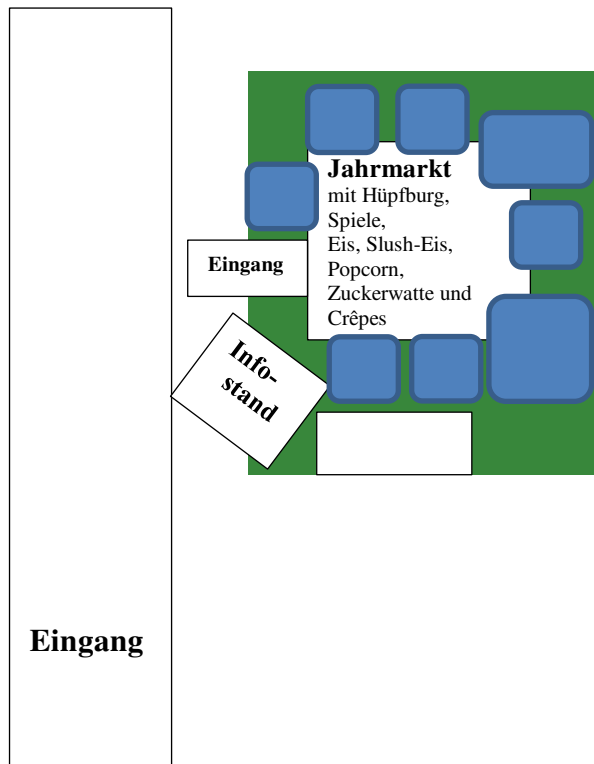 Jahrmarkt
mit Hüpfburg,
Spiele,
Eis, Slush-Eis,
Popcorn,
Zuckerwatte und
Crêpes
Eingang
Info-
stand
Eingang